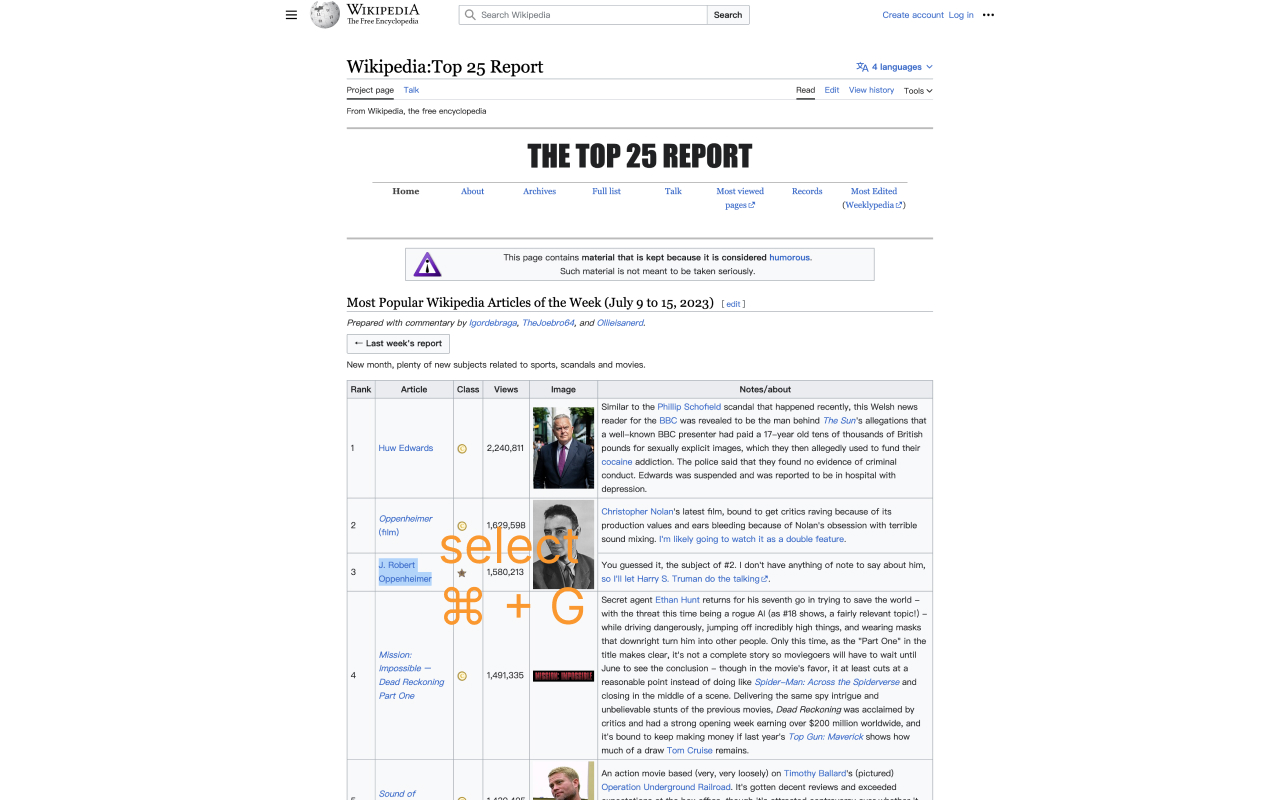 WIKIPEDIA
The Free Encyclopedia
Search Wikipedia
Search
Create account Log in
Wikipedia:Top 25 Report
4 languages
Project page Talk
Read Edit View history Tools
From Wikipedia, the free encyclopedia
THE TOP 25 REPORT
Home About Archives Full list Talk Most viewed pages Records Most Edited (Weeklypedia)
This page contains material that is kept because it is considered humorous.
Such material is not meant to be taken seriously.
Most Popular Wikipedia Articles of the Week (July 9 to 15, 2023) [ edit ]
Prepared with commentary by Igordebraga, TheJoebro64, and Ollieisanerd.
← Last week's report
New month, plenty of new subjects related to sports, scandals and movies.
Rank Article Class Views Image Notes/about
1 Huw Edwards C 2,240,811
Similar to the Phillip Schofield scandal that happened recently, this Welsh news
reader for the BBC was revealed to be the man behind The Sun's allegations that
a well-known BBC presenter had paid a 17-year old tens of thousands of British
pounds for sexually explicit images, which they then allegedly used to fund their
cocaine addiction. The police said that they found no evidence of criminal
conduct. Edwards was suspended and was reported to be in hospital with
depression.
2 Oppenheimer (film) C 1,629,598
Christopher Nolan's latest film, bound to get critics raving because of its
production values and ears bleeding because of Nolan's obsession with terrible
sound mixing. I'm likely going to watch it as a double feature.
select
3 J. Robert Oppenheimer 1,580,213
You guessed it, the subject of #2. I don't have anything of note to say about him,
so I'll let Harry S. Truman do the talking.
⌘ + G
4 Mission: Impossible – Dead Reckoning Part One C 1,491,335
MISSION: IMPOSSIBLE
Secret agent Ethan Hunt returns for his seventh go in trying to save the world –
with the threat this time being a rogue AI (as #18 shows, a fairly relevant topic!) –
while driving dangerously, jumping off incredibly high things, and wearing masks
that downright turn him into other people. Only this time, as the "Part One" in the
title makes clear, it's not a complete story so moviegoers will have to wait until
June to see the conclusion – though in the movie's favor, it at least cuts at a
reasonable point instead of doing like Spider-Man: Across the Spiderverse and
closing in the middle of a scene. Delivering the same spy intrigue and
unbelievable stunts of the previous movies, Dead Reckoning was acclaimed by
critics and had a strong opening week earning over $200 million worldwide, and
it's bound to keep making money if last year's Top Gun: Maverick shows how
much of a draw Tom Cruise remains.
Sound of
An action movie based (very, very loosely) on Timothy Ballard's (pictured)
Operation Underground Railroad. It's gotten decent reviews and exceeded